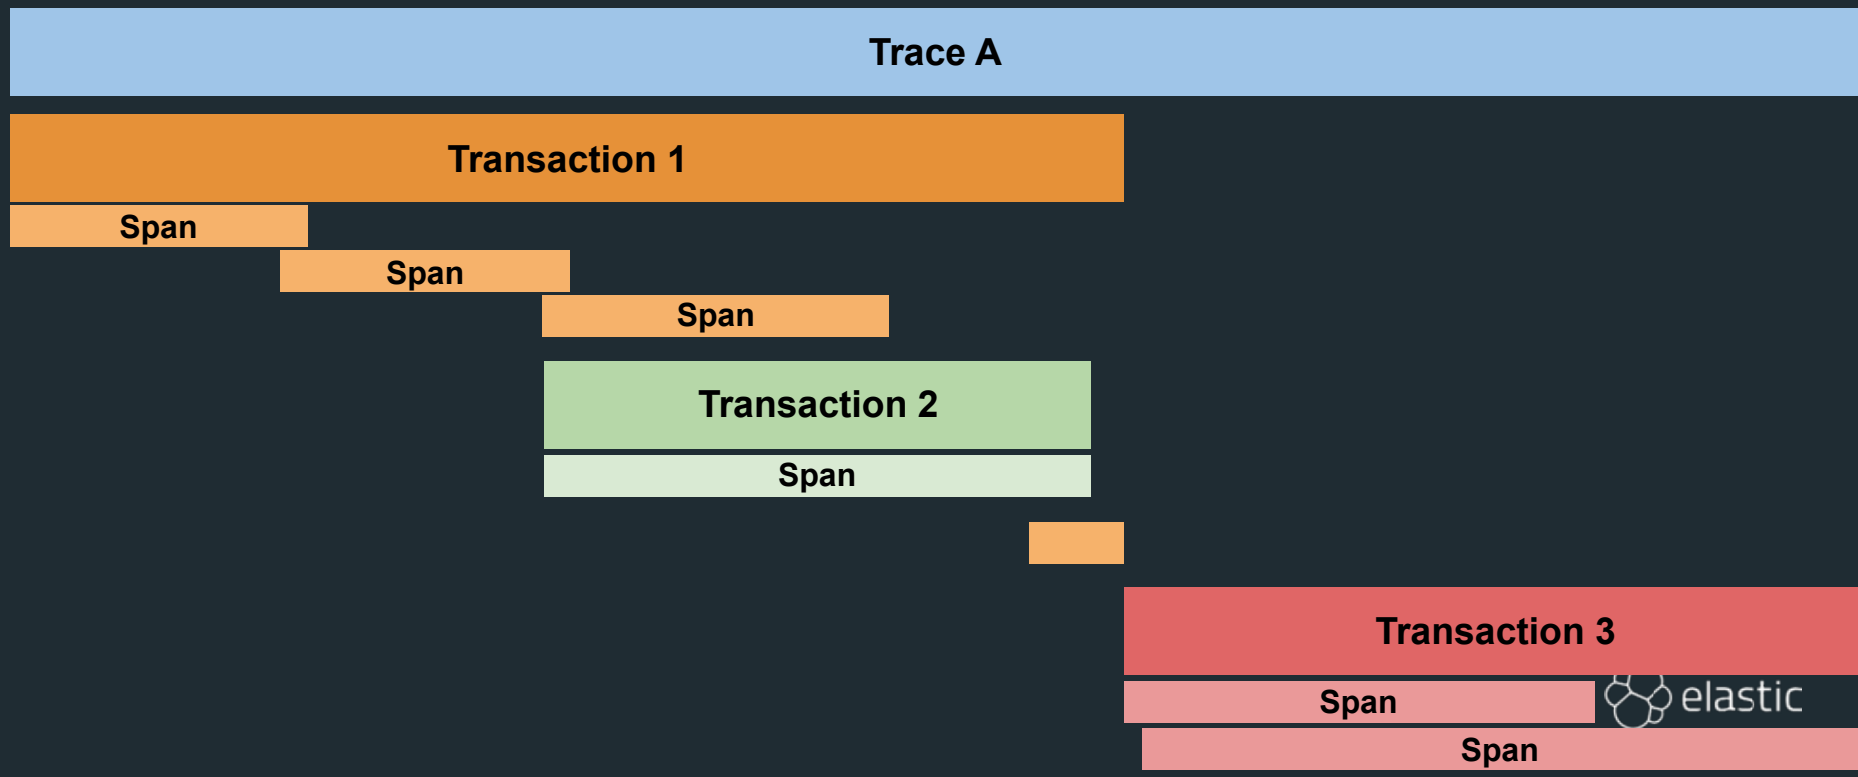 Trace A
Transaction 1
Span
Span
Span
Transaction 2
Span
Transaction 3
Span
elastic
Span